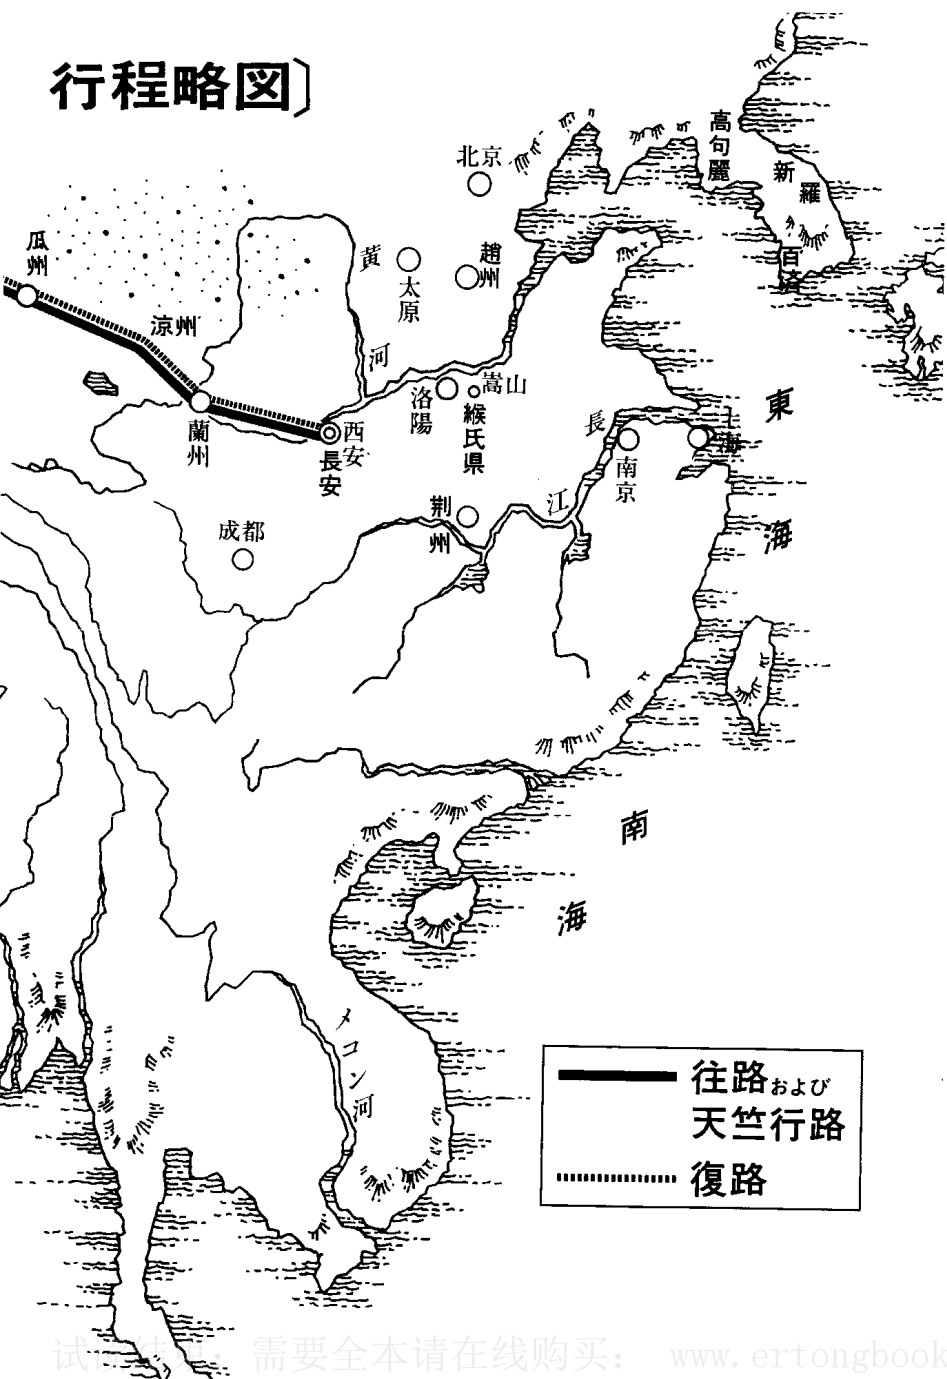 行程略図〕
高句麗
新羅
百済
北京
趙州
黄河
太原
瓜州
涼州
蘭州
西安
長安
洛陽
嵩山
緱氏県
荆州
成都
長江
南京
上海
東海
南海
メコン河
往路および
天竺行路
復路
试读结束：需要全本请在线购买： www.ertongbook